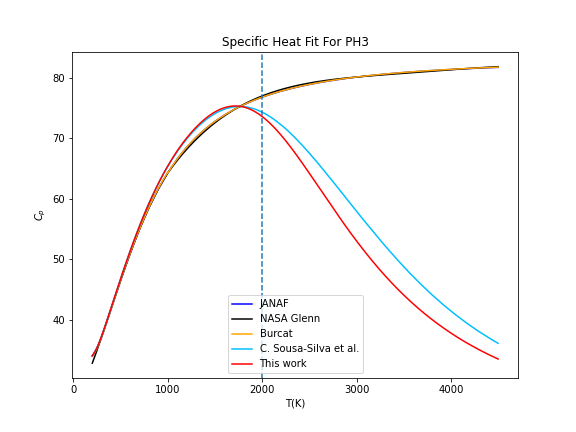 Specific Heat Fit For PH3
80
70
60
50
40
C_p
0
1000
2000
3000
4000
T(K)
JANAF
NASA Glenn
Burcat
C. Sousa-Silva et al.
This work